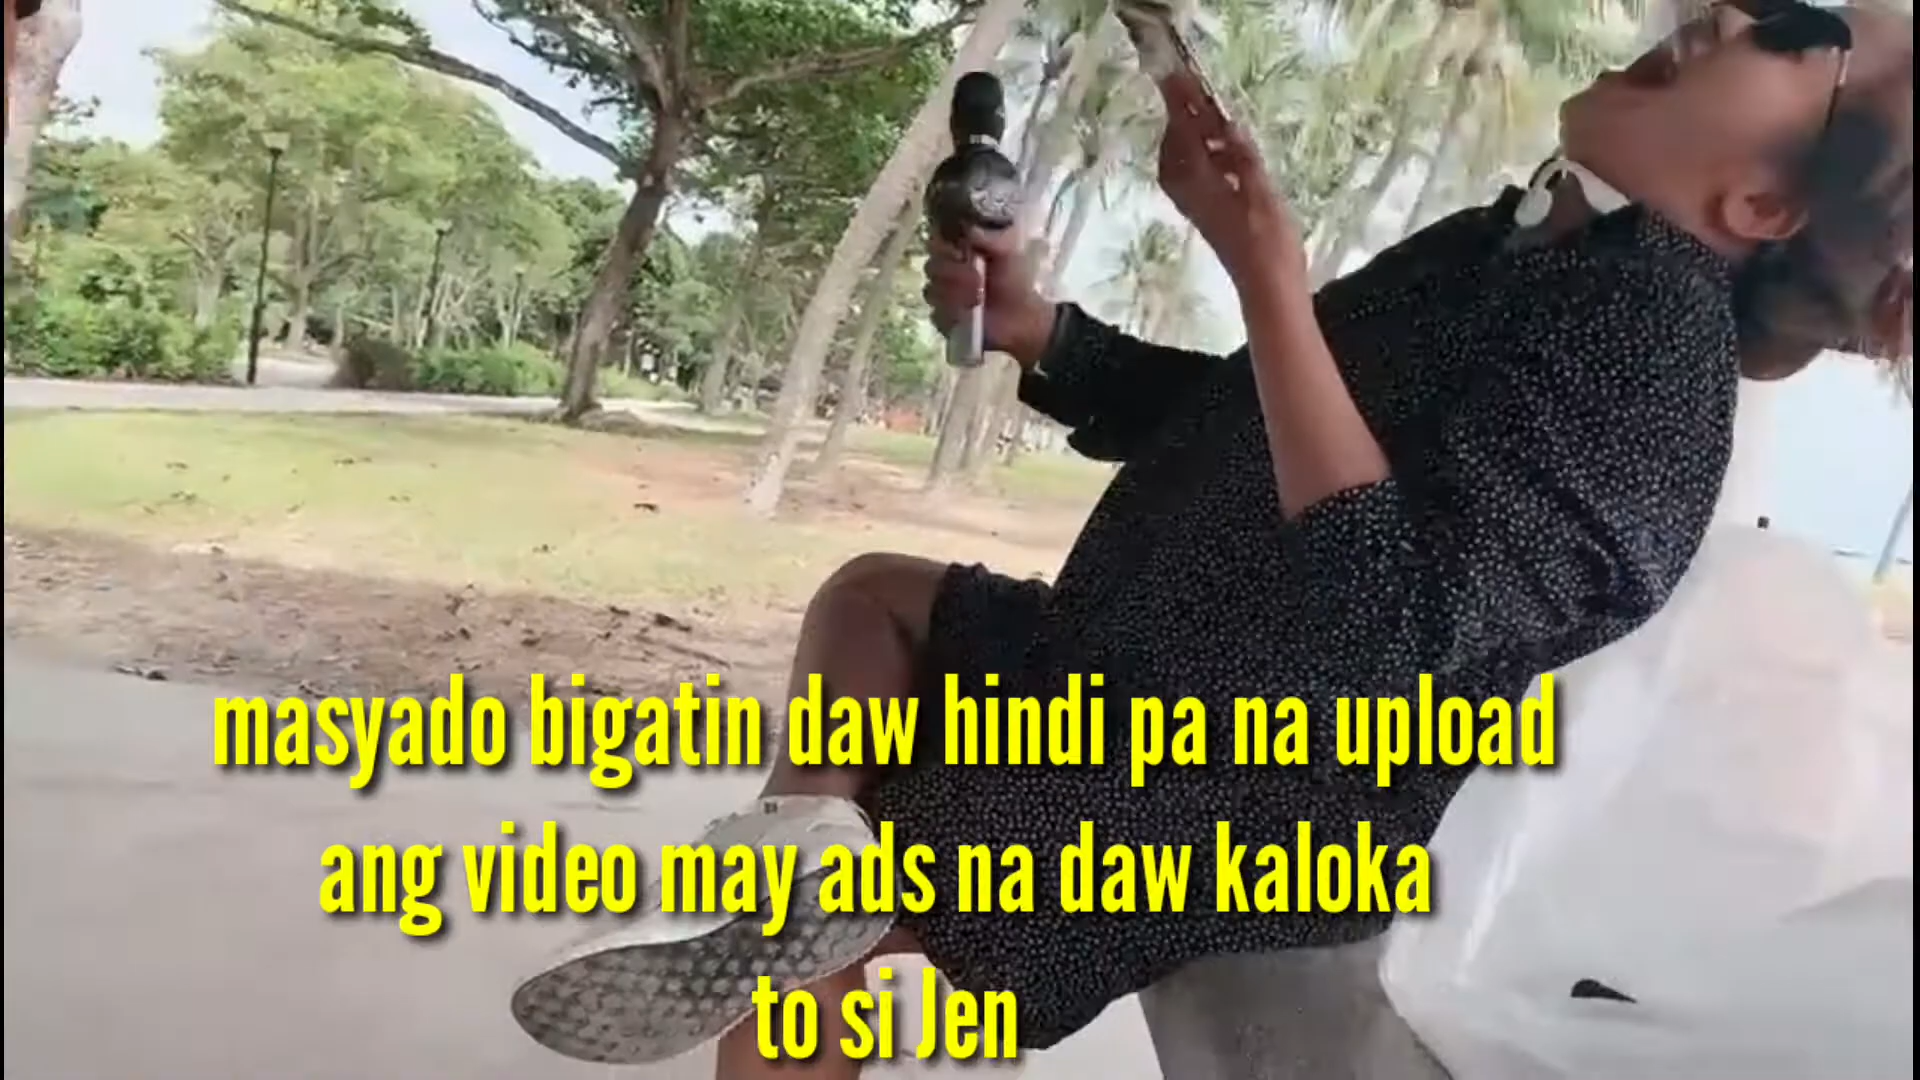 masyado bigatin daw hindi pa na upload
ang video may ads na daw kaloka
to si Jen